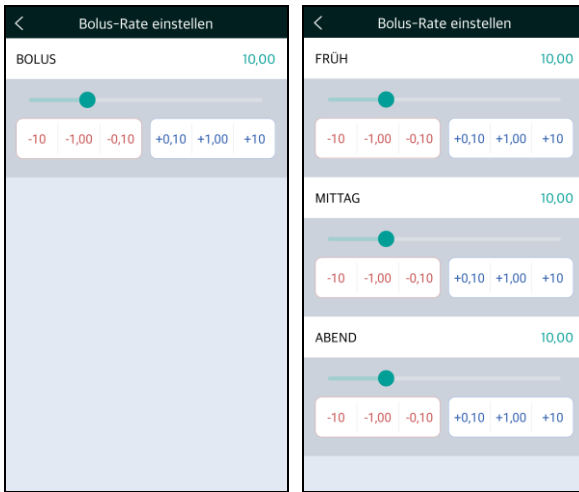 Bolus-Rate einstellen
BOLUS 10,00
-10 -1,00 -0,10 +0,10 +1,00 +10
Bolus-Rate einstellen
FRÜH 10,00
-10 -1,00 -0,10 +0,10 +1,00 +10
MITTAG 10,00
-10 -1,00 -0,10 +0,10 +1,00 +10
ABEND 10,00
-10 -1,00 -0,10 +0,10 +1,00 +10